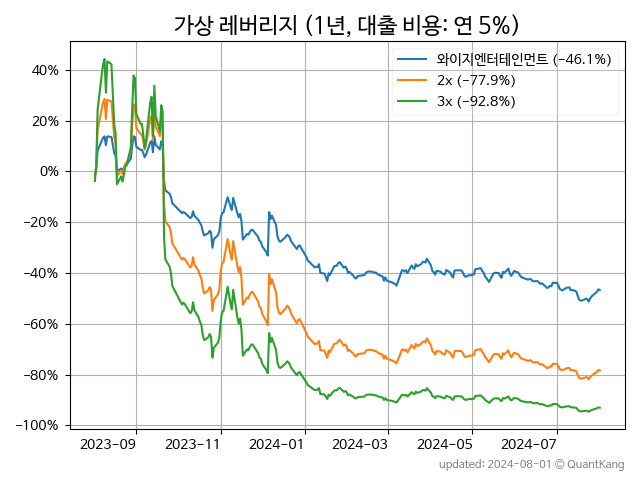 가상 레버리지 (1년, 대출 비용: 연 5%)
와이지엔터테인먼트 (−46.1%)
2x (−77.9%)
3x (−92.8%)
40%
20%
0%
−20%
−40%
−60%
−80%
−100%
2023-09 2023-11 2024-01 2024-03 2024-05 2024-07
updated: 2024-08-01 © QuantKang